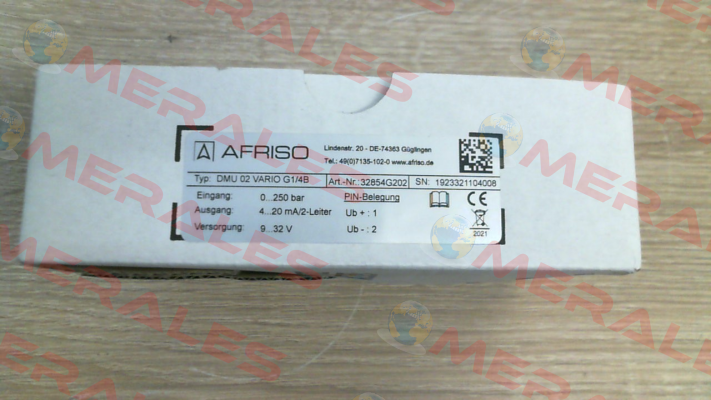 AFRISO
Lindenstr. 20 - DE-74363 Güglingen
Tel.: 49(0)7135-102-0 www.afriso.de
Typ: DMU 02 VARIO G1/4B Art.-Nr.:32854G202 SN: 1923321104008
Eingang: 0...250 bar PIN-Belegung
Ausgang: 4...20 mA/2-Leiter Ub + : 1
Versorgung: 9...32 V Ub - : 2
CE
2021
MERALES
MERALES
MERALES
MERALES
MERALES
MERALES